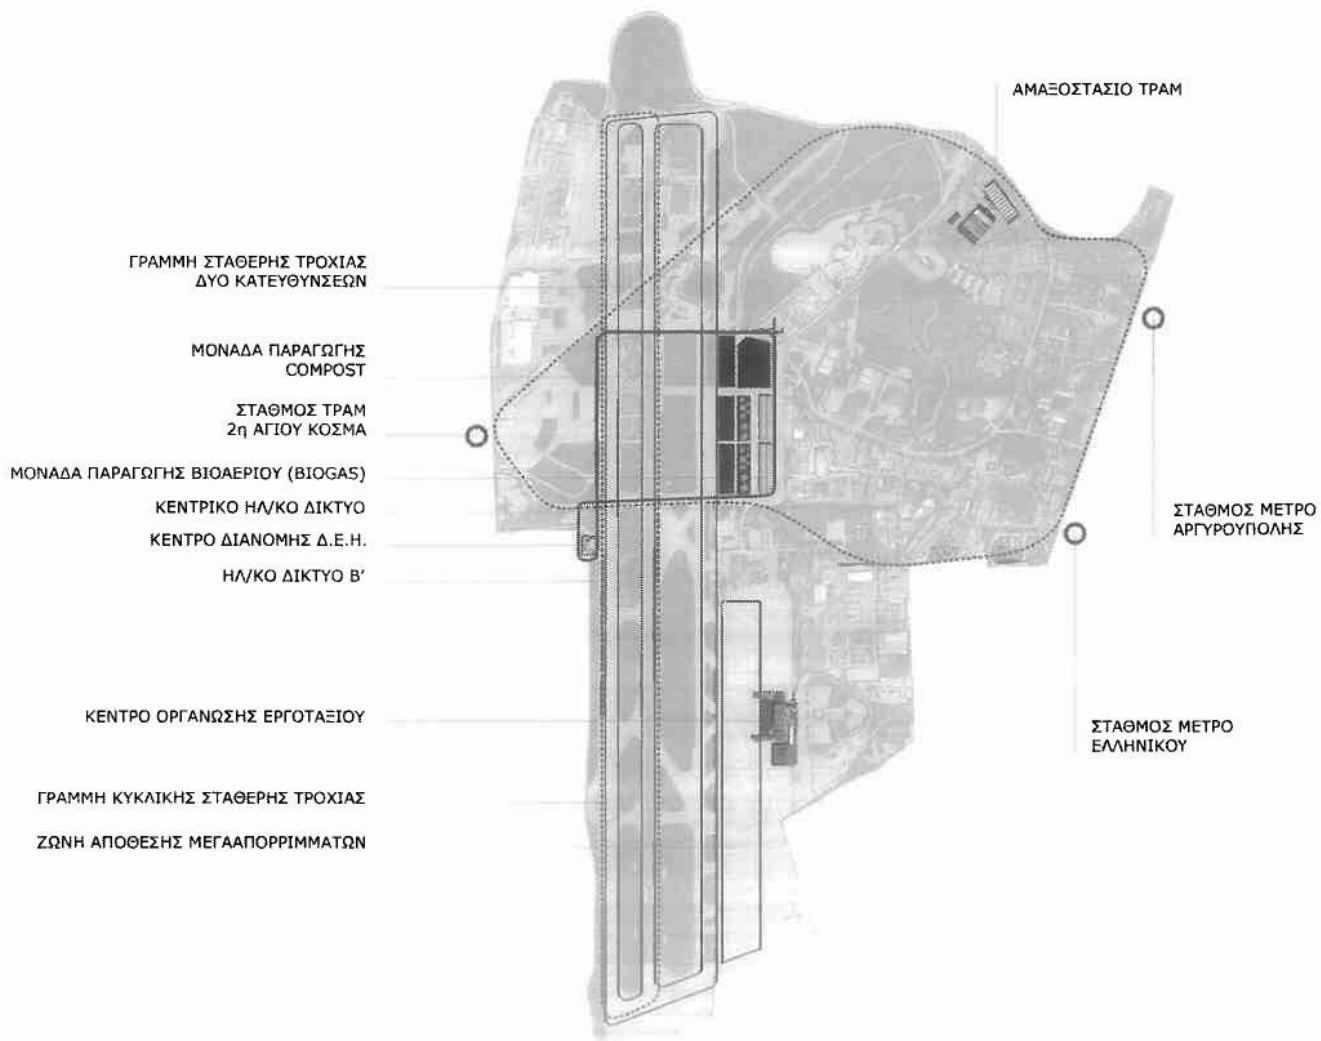 ΑΜΑΞΟΣΤΑΣΙΟ ΤΡΑΜ
ΓΡΑΜΜΗ ΣΤΑΘΕΡΗΣ ΤΡΟΧΙΑΣ
ΔΥΟ ΚΑΤΕΥΘΥΝΣΕΩΝ
ΜΟΝΑΔΑ ΠΑΡΑΓΩΓΗΣ
COMPOST
ΣΤΑΘΜΟΣ ΤΡΑΜ
2η ΑΓΙΟΥ ΚΟΣΜΑ
ΜΟΝΑΔΑ ΠΑΡΑΓΩΓΗΣ ΒΙΟΑΕΡΙΟΥ (BIOGAS)
ΚΕΝΤΡΙΚΟ ΗΛ/ΚΟ ΔΙΚΤΥΟ
ΚΕΝΤΡΟ ΔΙΑΝΟΜΗΣ Δ.Ε.Η.
ΗΛ/ΚΟ ΔΙΚΤΥΟ Β'
ΣΤΑΘΜΟΣ ΜΕΤΡΟ
ΑΡΓΥΡΟΥΠΟΛΗΣ
ΚΕΝΤΡΟ ΟΡΓΑΝΩΣΗΣ ΕΡΓΟΤΑΞΙΟΥ
ΣΤΑΘΜΟΣ ΜΕΤΡΟ
ΕΛΛΗΝΙΚΟΥ
ΓΡΑΜΜΗ ΚΥΚΛΙΚΗΣ ΣΤΑΘΕΡΗΣ ΤΡΟΧΙΑΣ
ΖΩΝΗ ΑΠΟΘΕΣΗΣ ΜΕΓΑΑΠΟΡΡΙΜΜΑΤΩΝ